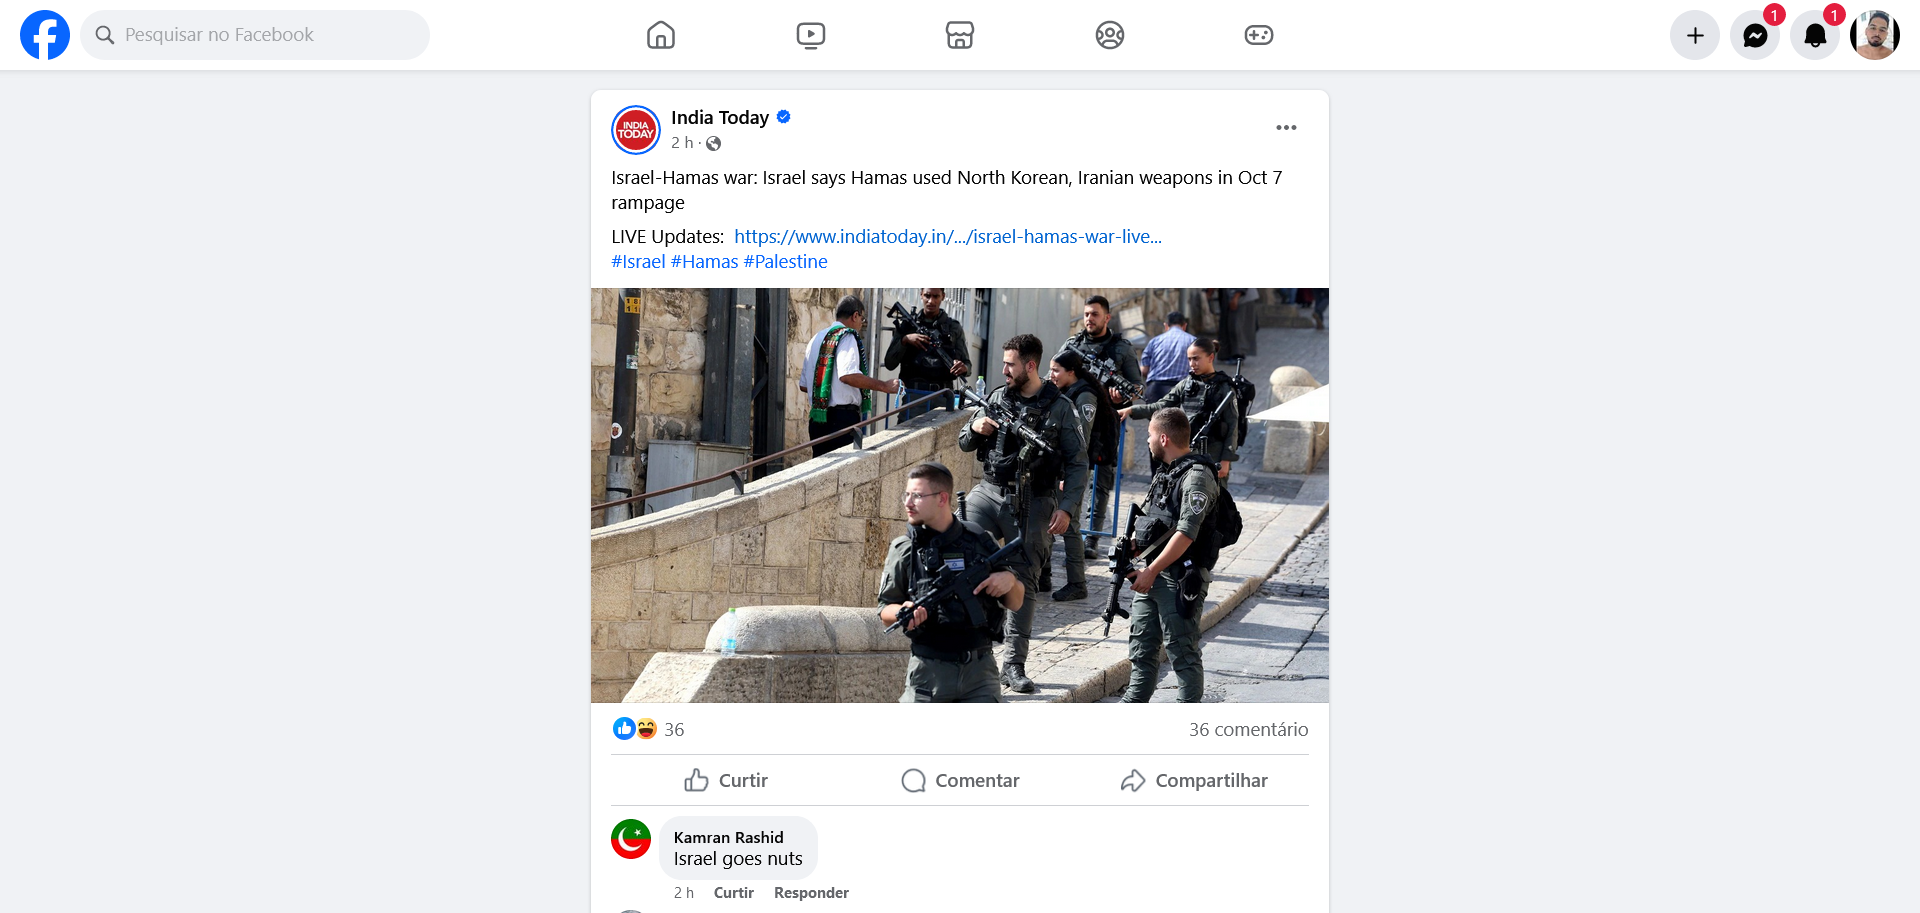 Pesquisar no Facebook
1
1
INDIA
TODAY
India Today
2 h ·
Israel-Hamas war: Israel says Hamas used North Korean, Iranian weapons in Oct 7
rampage
LIVE Updates: https://www.indiatoday.in/.../israel-hamas-war-live...
#Israel #Hamas #Palestine
36
36 comentário
Curtir
Comentar
Compartilhar
Kamran Rashid
Israel goes nuts
2 h
Curtir
Responder